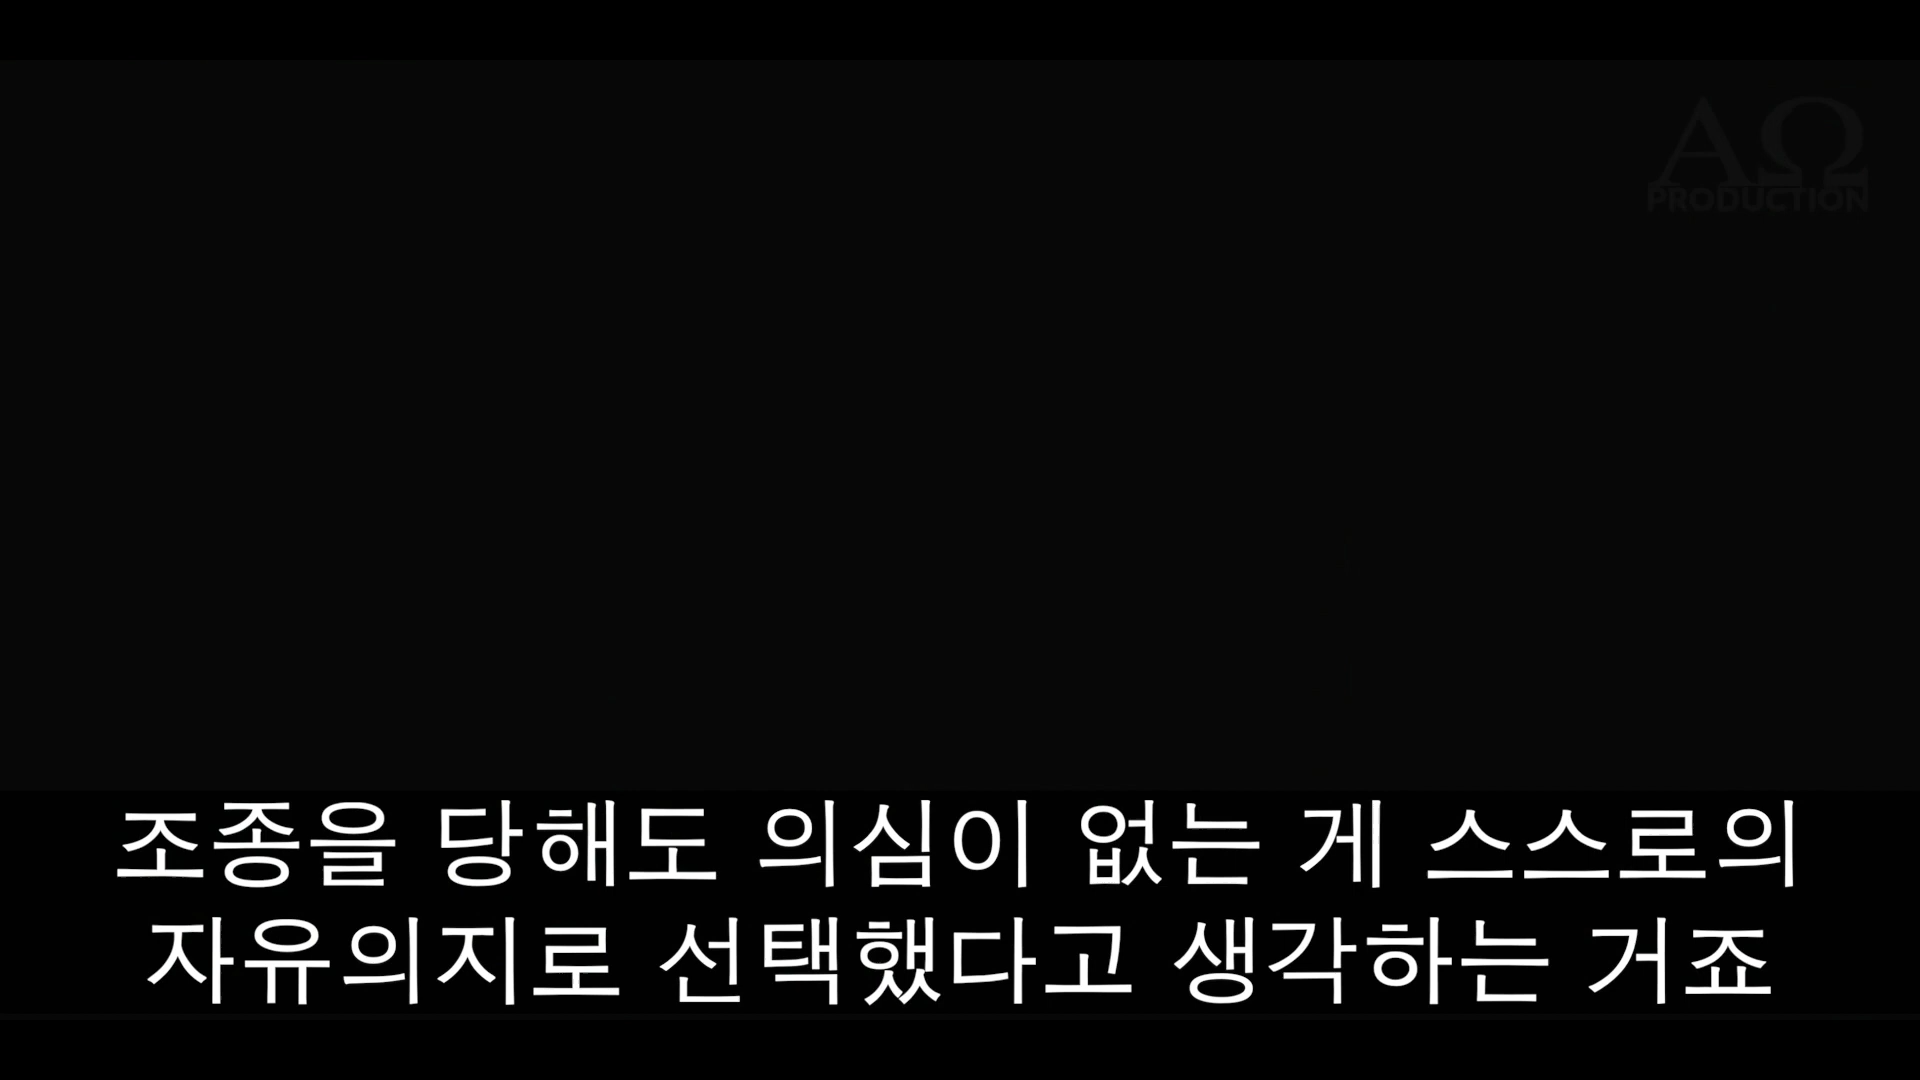 ΑΩ
PRODUCTION
조종을 당해도 의심이 없는 게 스스로의
자유의지로 선택했다고 생각하는 거죠